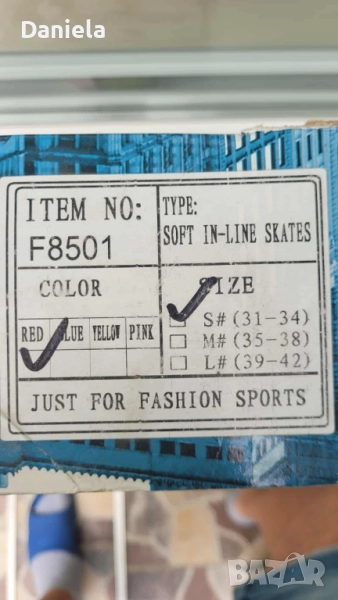 Daniela
ITEM NO:
F8501
TYPE:
SOFT IN-LINE SKATES
COLOR
RED BLUE YELLOW PINK
SIZE
S# (31-34)
M# (35-38)
L# (39-42)
JUST FOR FASHION SPORTS
BAZAR